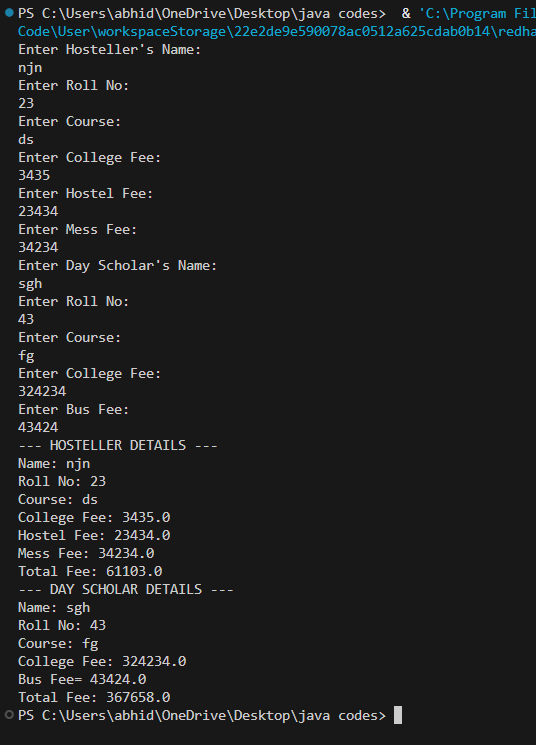 PS C:\Users\abhid\OneDrive\Desktop\java codes>  & 'C:\Program Fil
Code\User\workspaceStorage\22e2de9e590078ac0512a625cdab0b14\redha
Enter Hosteller's Name:
njn
Enter Roll No:
23
Enter Course:
ds
Enter College Fee:
3435
Enter Hostel Fee:
23434
Enter Mess Fee:
34234
Enter Day Scholar's Name:
sgh
Enter Roll No:
43
Enter Course:
fg
Enter College Fee:
324234
Enter Bus Fee:
43424
--- HOSTELLER DETAILS ---
Name: njn
Roll No: 23
Course: ds
College Fee: 3435.0
Hostel Fee: 23434.0
Mess Fee: 34234.0
Total Fee: 61103.0
--- DAY SCHOLAR DETAILS ---
Name: sgh
Roll No: 43
Course: fg
College Fee: 324234.0
Bus Fee= 43424.0
Total Fee: 367658.0
PS C:\Users\abhid\OneDrive\Desktop\java codes>